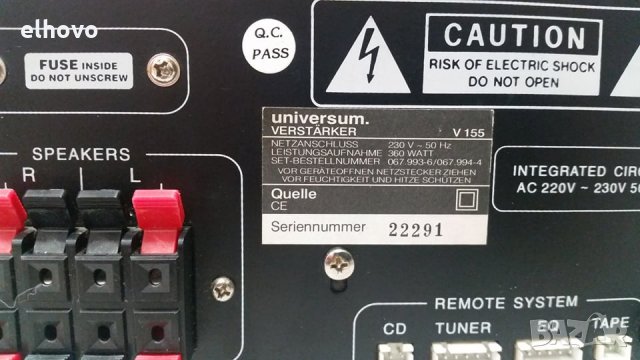 elhovo
Q.C.
PASS
CAUTION
RISK OF ELECTRIC SHOCK
DO NOT OPEN
FUSE INSIDE
DO NOT UNSCREW
SPEAKERS
R L
universum.
VERSTÄRKER V 155
NETZANSCHLUSS 230 V ~ 50 Hz
LEISTUNGSAUFNAHME 360 WATT
SET-BESTELLNUMMER 067.993-6/067.994-4
VOR GERÄTEÖFFNEN NETZSTECKER ZIEHEN
VOR FEUCHTIGKEIT UND HITZE SCHÜTZEN
Quelle
CE
Seriennummer 22291
INTEGRATED CIRC
AC 220V ~ 230V 50
REMOTE SYSTEM
CD TUNER EQ TAPE